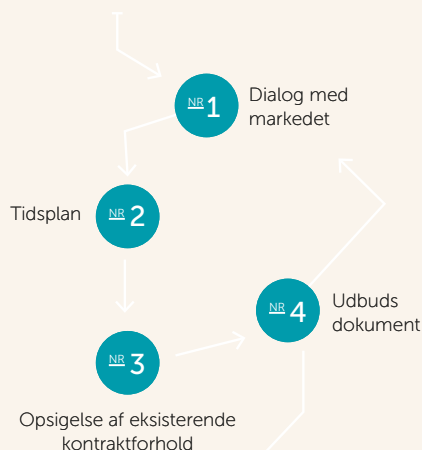 NR 1
Dialog med
markedet
Tidsplan
NR 2
NR 3
Opsigelse af eksisterende
kontraktforhold
NR 4
Udbuds
dokument